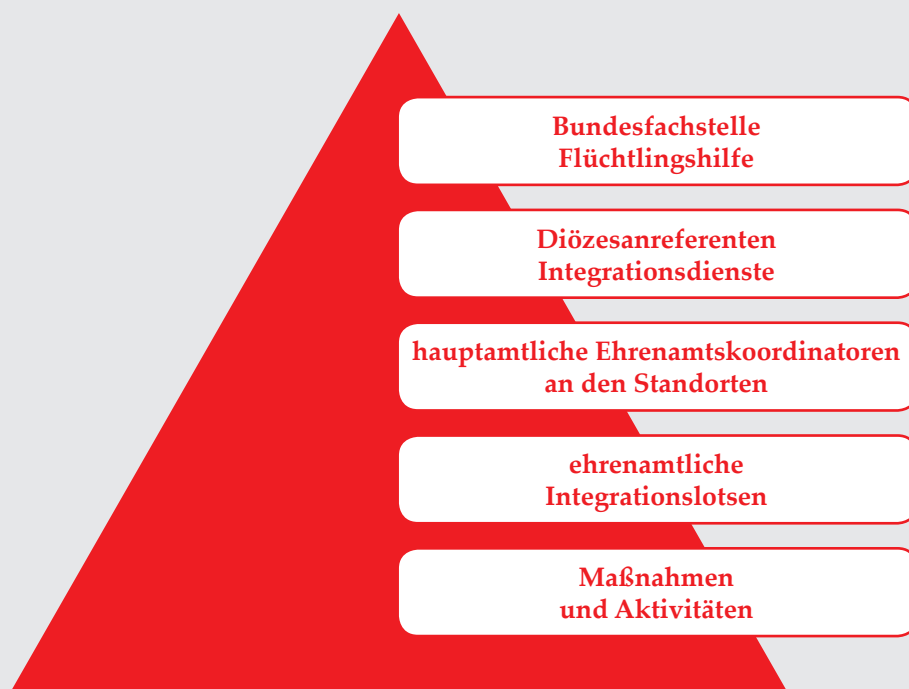 Bundesfachstelle
Flüchtlingshilfe
Diözesanreferenten
Integrationsdienste
hauptamtliche Ehrenamtskoordinatoren
an den Standorten
ehrenamtliche
Integrationslotsen
Maßnahmen
und Aktivitäten